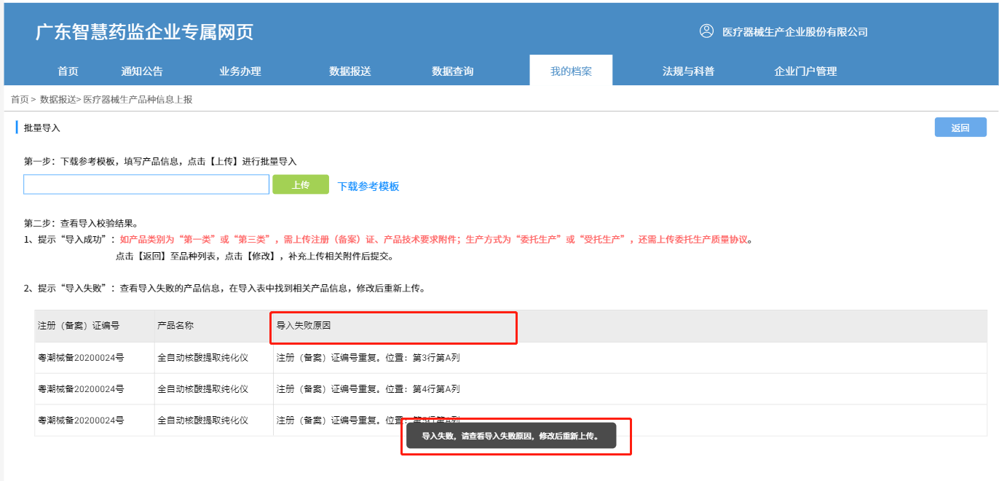 广东智慧药监企业专属网页
医疗器械生产企业股份有限公司
首页 通知公告 业务办理 数据报送 数据查询 我的档案 法规与科普 企业门户管理
首页> 数据报送> 医疗器械生产品种信息上报
批量导入
返回
第一步：下载参考模板，填写产品信息，点击【上传】进行批量导入
上传 下载参考模板
第二步：查看导入校验结果。
1、提示“导入成功”：如产品类别为“第一类”或“第三类”，需上传注册（备案）证、产品技术要求附件；生产方式为“委托生产”或“受托生产”，还需上传委托生产质量协议。
点击【返回】至品种列表，点击【修改】，补充上传相关附件后提交。
2、提示“导入失败”：查看导入失败的产品信息，在导入表中找到相关产品信息，修改后重新上传。
注册（备案）证编号 产品名称 导入失败原因
粤潮械备20200024号 全自动核酸提取纯化仪 注册（备案）证编号重复。位置：第3行第A列
粤潮械备20200024号 全自动核酸提取纯化仪 注册（备案）证编号重复。位置：第4行第A列
粤潮械备20200024号 全自动核酸提取纯化仪 注册（备案）证编号重复。位置：第5行第A列
导入失败，请查看导入失败原因，修改后重新上传。